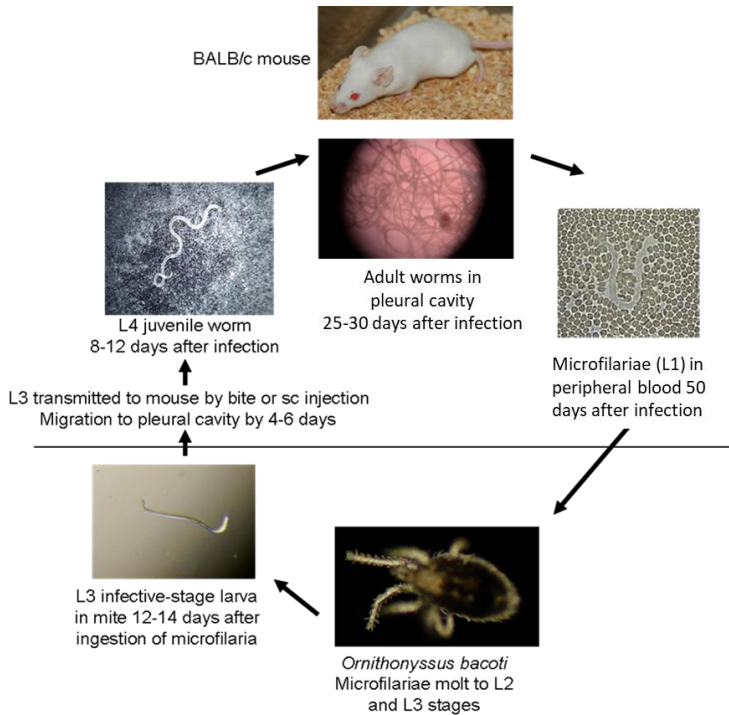 BALB/c mouse
Adult worms in
pleural cavity
25-30 days after infection
Microfilariae (L1) in
peripheral blood 50
days after infection
Ornithonyssus bacoti
Microfilariae molt to L2
and L3 stages
L3 infective-stage larva
in mite 12-14 days after
ingestion of microfilaria
L3 transmitted to mouse by bite or sc injection
Migration to pleural cavity by 4-6 days
L4 juvenile worm
8-12 days after infection